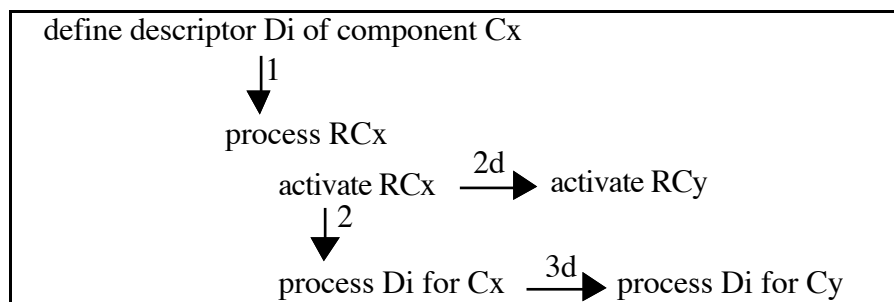 define descriptor Di of component Cx
1
process RCx
activate RCx 2d activate RCy
2
process Di for Cx 3d process Di for Cy